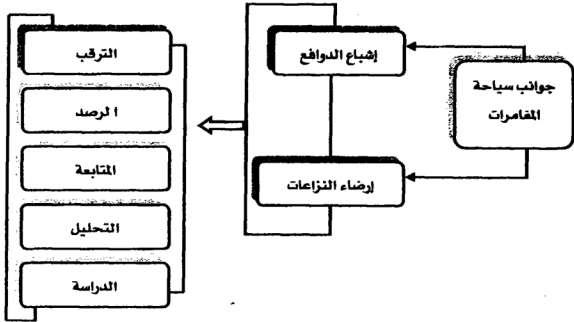 جوانب سياحة
المغامرات
إشباع الدوافع
إرضاء النزاعات
الترقب
الرصد
المتابعة
التحليل
الدراسة